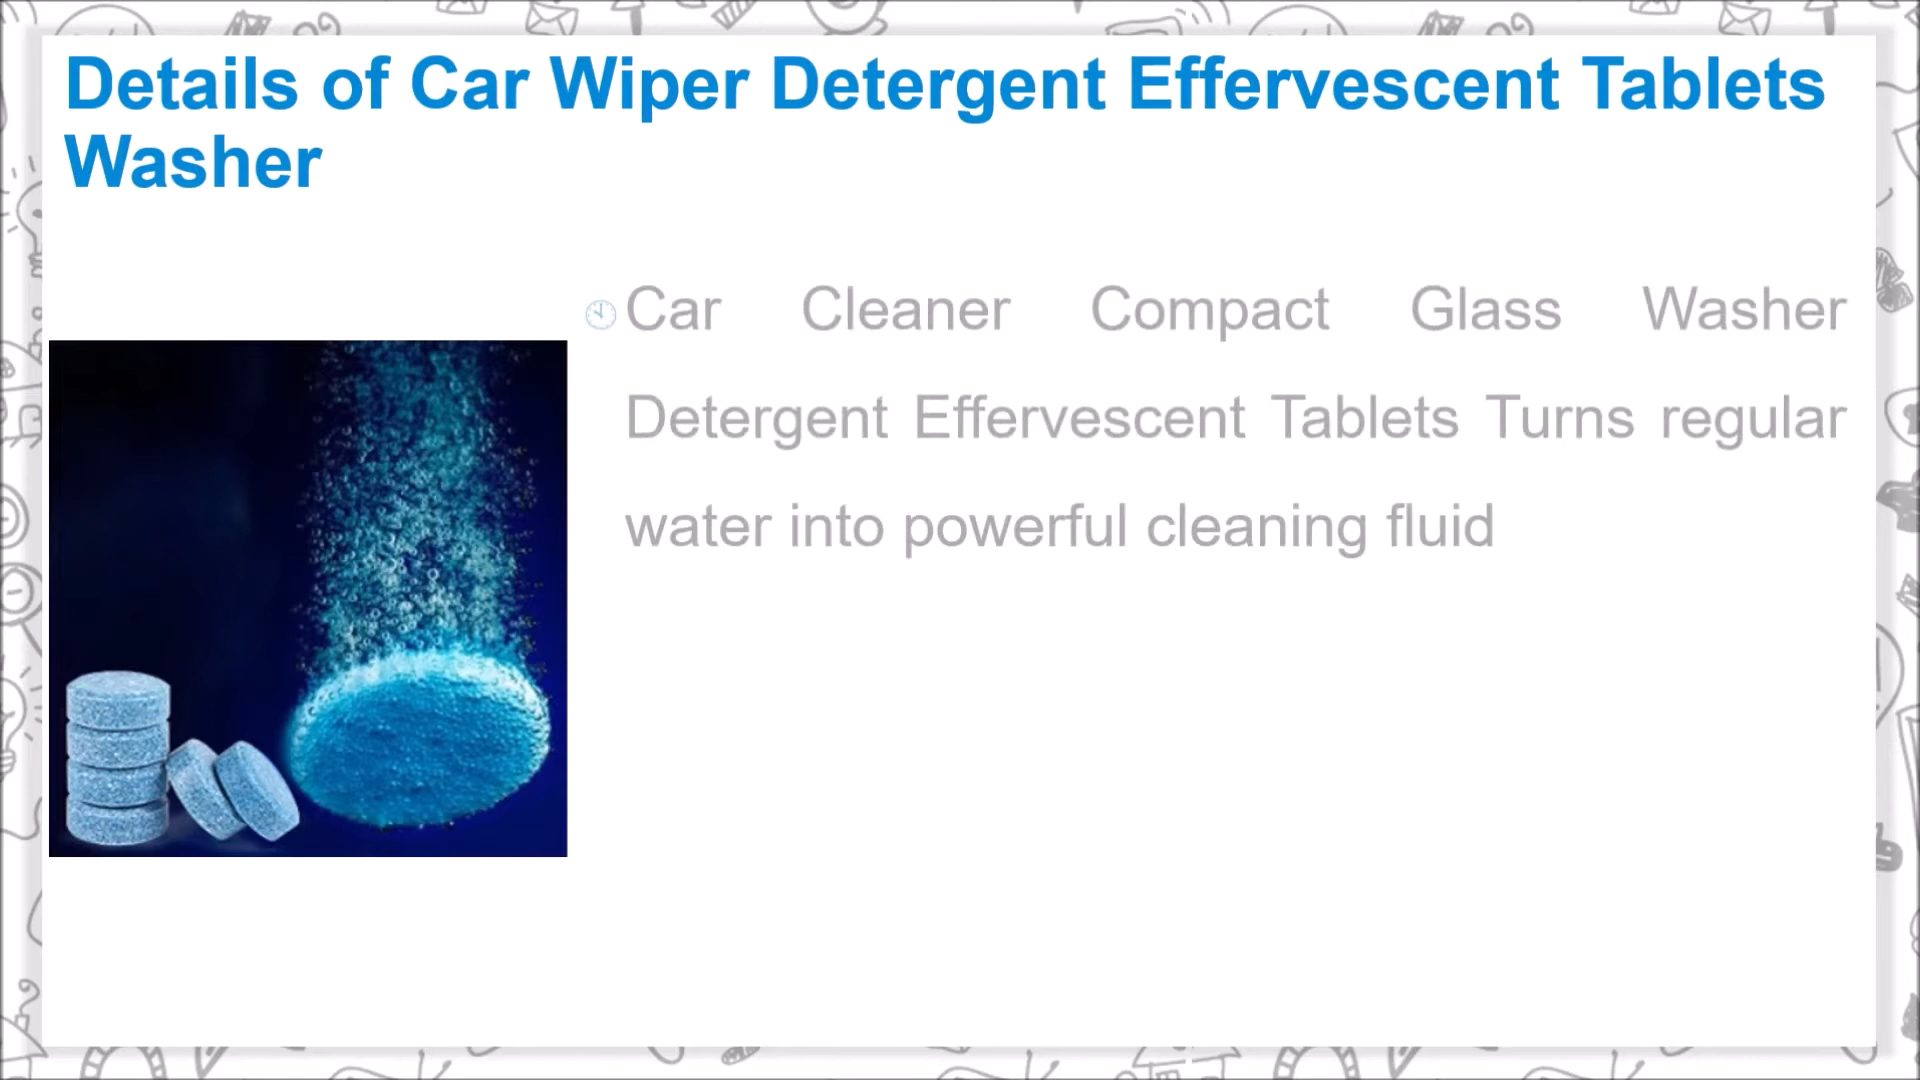 Details of Car Wiper Detergent Effervescent Tablets
Washer
Car Cleaner Compact Glass Washer
Detergent Effervescent Tablets Turns regular
water into powerful cleaning fluid